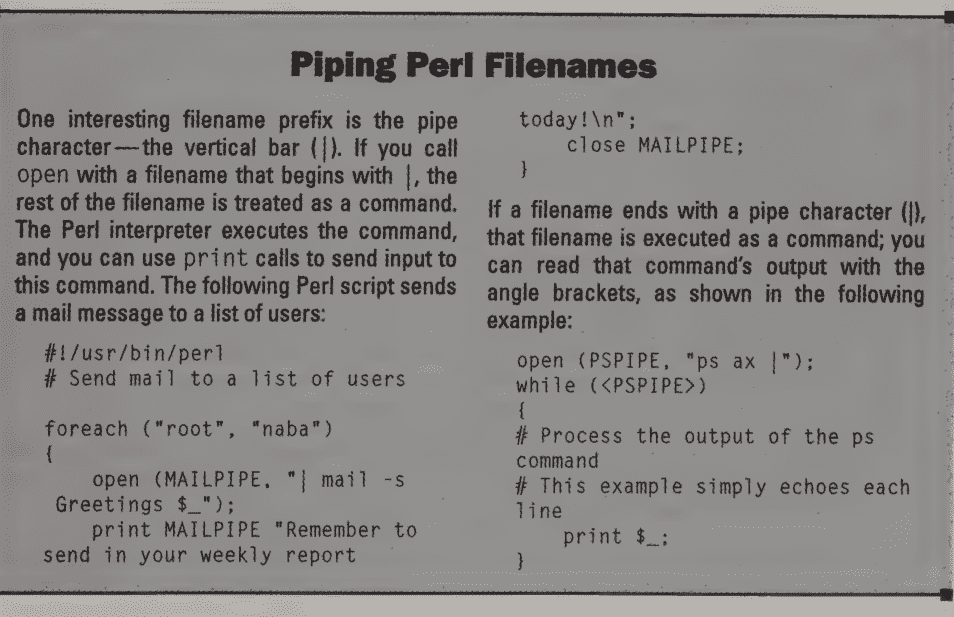 Piping Perl Filenames
One interesting filename prefix is the pipe
character—the vertical bar (|). If you call
open with a filename that begins with |, the
rest of the filename is treated as a command.
The Perl interpreter executes the command,
and you can use print calls to send input to
this command. The following Perl script sends
a mail message to a list of users:
#!/usr/bin/perl
# Send mail to a list of users
foreach ("root", "naba")
{
open (MAILPIPE, "| mail -s
Greetings $_");
print MAILPIPE "Remember to
send in your weekly report
today!\n";
close MAILPIPE;
}
If a filename ends with a pipe character (|),
that filename is executed as a command; you
can read that command's output with the
angle brackets, as shown in the following
example:
open (PSPIPE, "ps ax |");
while (<PSPIPE>)
{
# Process the output of the ps
command
# This example simply echoes each
line
print $_;
}